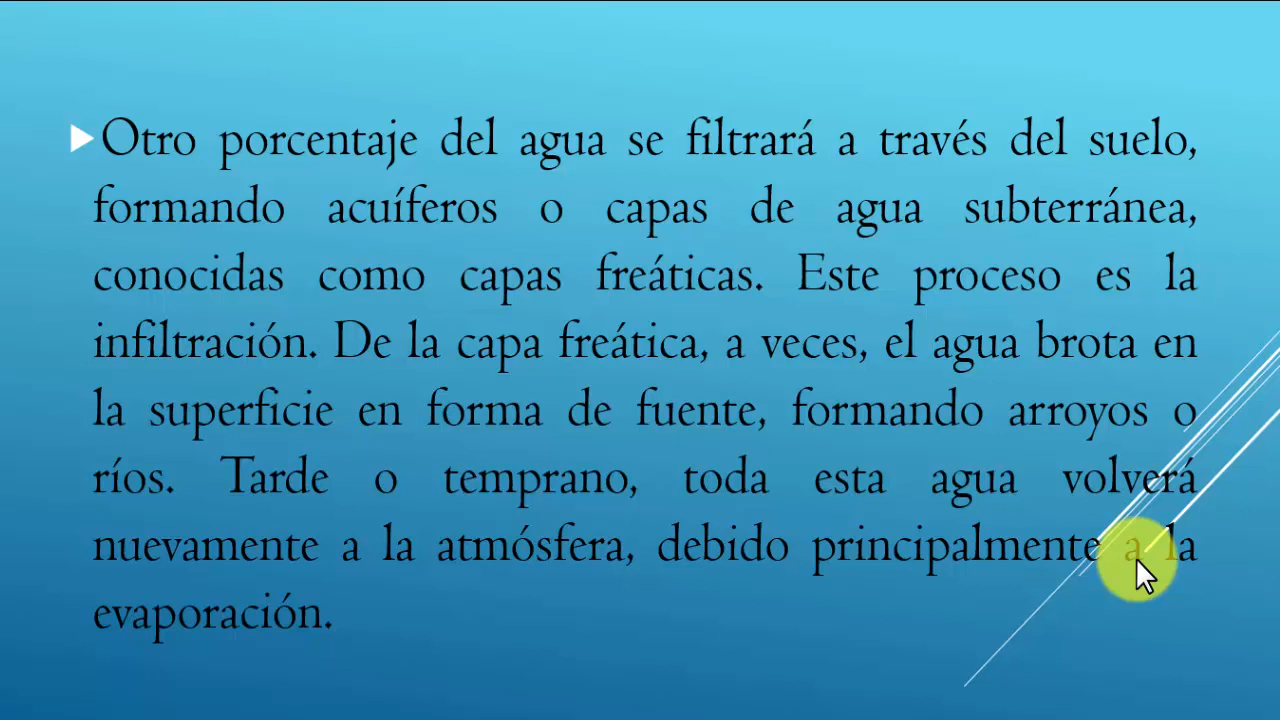 Otro porcentaje del agua se filtrará a través del suelo,
formando acuíferos o capas de agua subterránea,
conocidas como capas freáticas. Este proceso es la
infiltración. De la capa freática, a veces, el agua brota en
la superficie en forma de fuente, formando arroyos o
ríos. Tarde o temprano, toda esta agua volverá
nuevamente a la atmósfera, debido principalmente a la
evaporación.